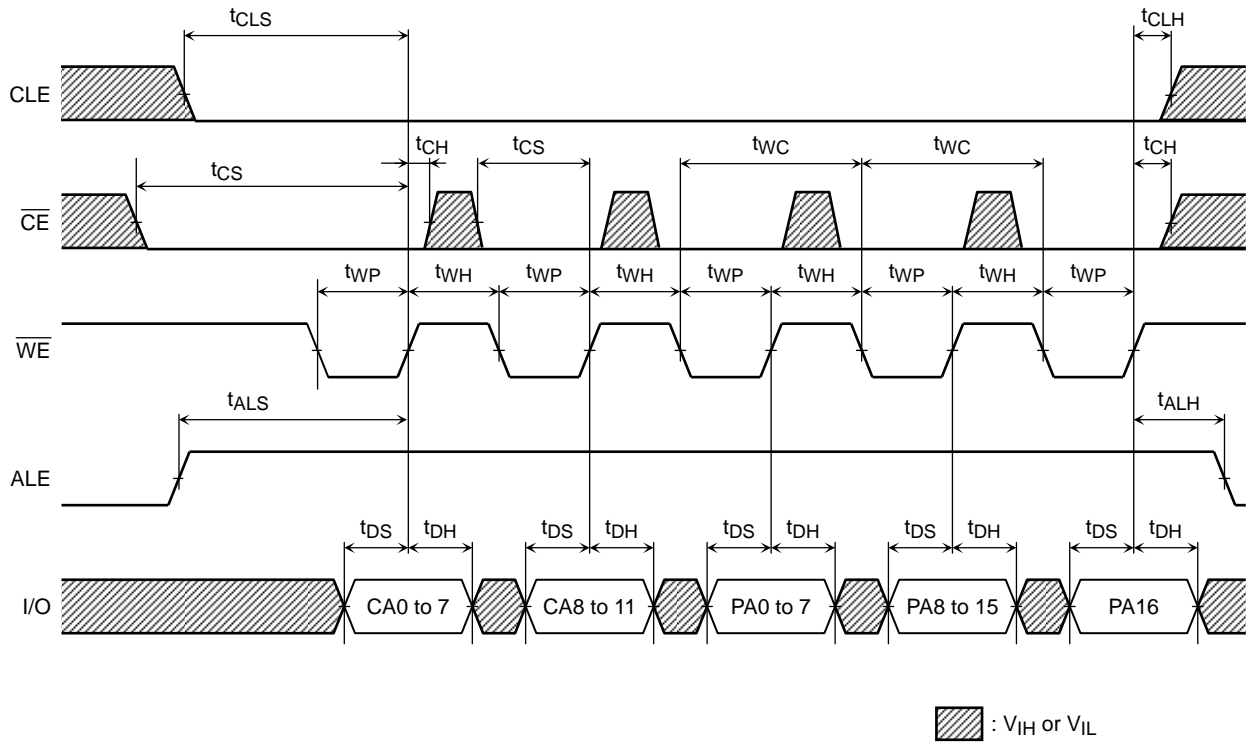 tCLS tCLH
CLE
tCH tCS tWC tWC tCH
tCS
CE
tWP tWH tWP tWH tWP tWH tWP tWH tWP
WE
tALS tALH
ALE
tDS tDH tDS tDH tDS tDH tDS tDH tDS tDH
I/O CA0 to 7 CA8 to 11 PA0 to 7 PA8 to 15 PA16
: VIH or VIL